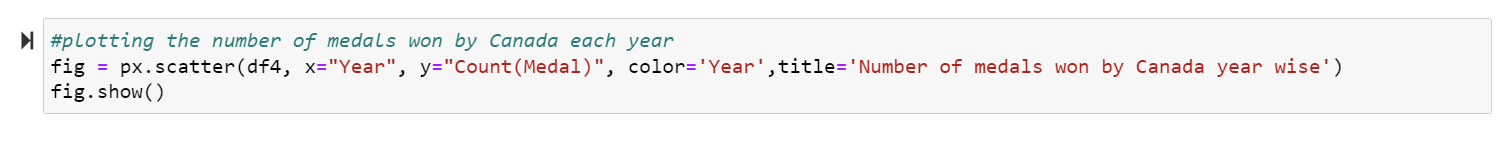 #plotting the number of medals won by Canada each year
fig = px.scatter(df4, x="Year", y="Count(Medal)", color='Year',title='Number of medals won by Canada year wise')
fig.show()